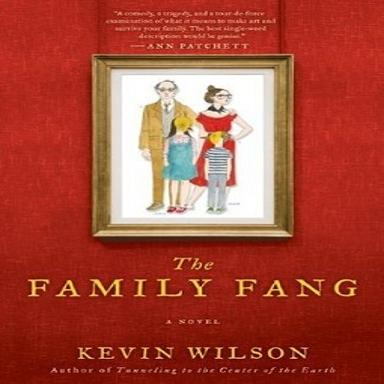 "A comedy, a tragedy, and a tour-de-force
examination of what it means to make art and
survive your family. The best single-word
description would be genius."
—ANN PATCHETT
The
FAMILY FANG
A NOVEL
KEVIN WILSON
Author of Tunneling to the Center of the Earth